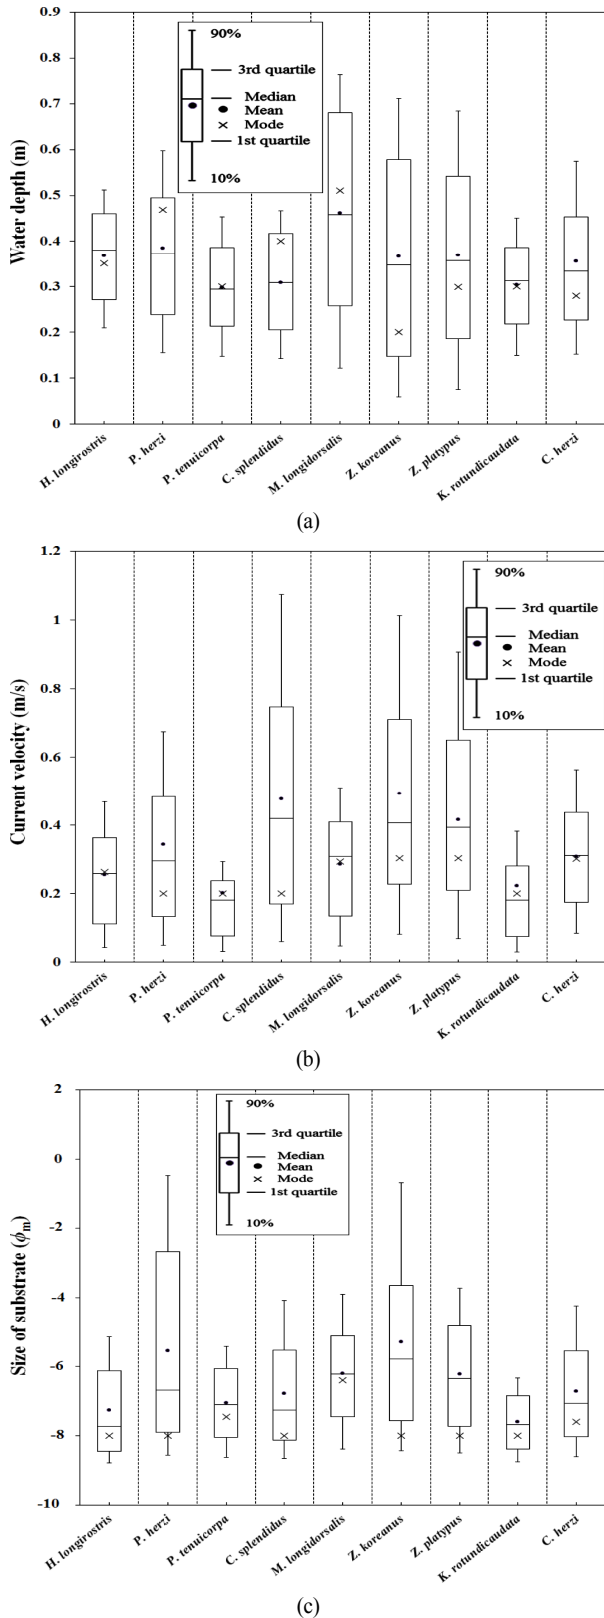 0.9
0.8
0.7
0.6
0.5
0.4
0.3
0.2
0.1
0
Water depth (m)
90%
3rd quartile
Median
Mean
Mode
1st quartile
10%
H. longirostris
P. herzi
P. tenuicorpa
C. splendidus
M. longidorsalis
Z. koreanus
Z. platypus
K. rotundicaudata
C. herzi
(a)
1.2
1
0.8
0.6
0.4
0.2
0
Current velocity (m/s)
90%
3rd quartile
Median
Mean
Mode
1st quartile
10%
H. longirostris
P. herzi
P. tenuicorpa
C. splendidus
M. longidorsalis
Z. koreanus
Z. platypus
K. rotundicaudata
C. herzi
(b)
2
0
-2
-4
-6
-8
-10
Size of substrate (ϕm)
90%
3rd quartile
Median
Mean
Mode
1st quartile
10%
H. longirostris
P. herzi
P. tenuicorpa
C. splendidus
M. longidorsalis
Z. koreanus
Z. platypus
K. rotundicaudata
C. herzi
(c)